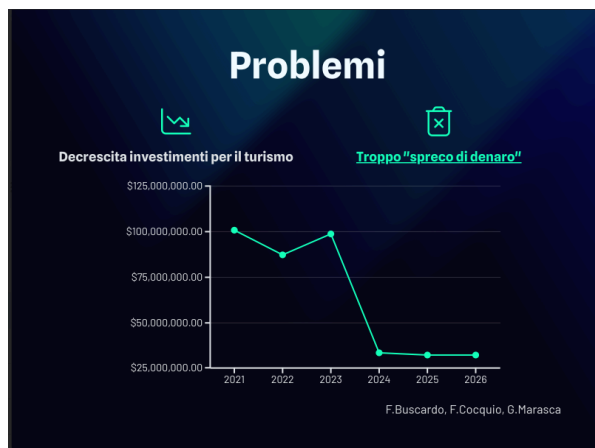 Problemi
Decrescita investimenti per il turismo
Troppo "spreco di denaro"
$125,000,000.00
$100,000,000.00
$75,000,000.00
$50,000,000.00
$25,000,000.00
2021 2022 2023 2024 2025 2026
F.Buscardo, F.Cocquio, G.Marasca